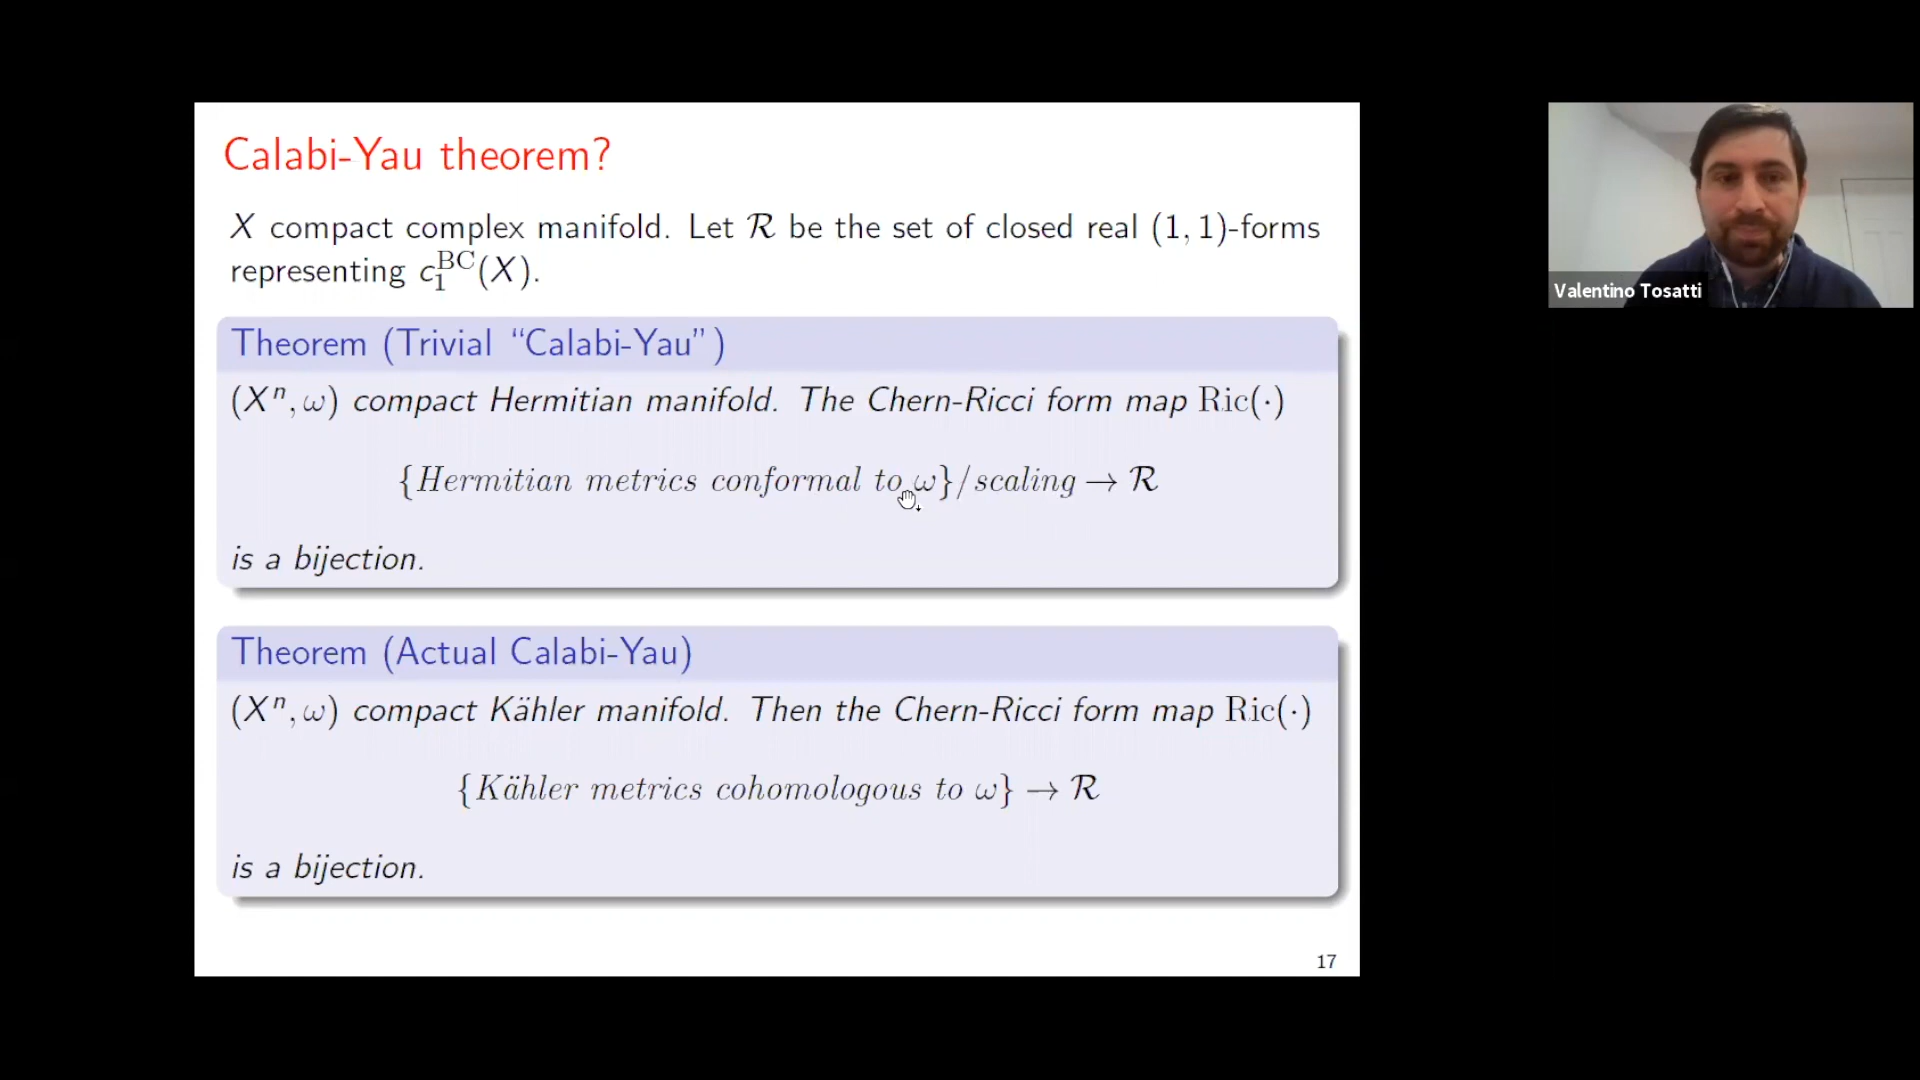 Calabi-Yau theorem?
X compact complex manifold. Let ℛ be the set of closed real (1, 1)-forms
representing c₁ᴮᶜ(X).
Theorem (Trivial “Calabi-Yau”)
(Xⁿ, ω) compact Hermitian manifold. The Chern-Ricci form map Ric(·)
{Hermitian metrics conformal to ω}/scaling → ℛ
is a bijection.
Theorem (Actual Calabi-Yau)
(Xⁿ, ω) compact Kähler manifold. Then the Chern-Ricci form map Ric(·)
{Kähler metrics cohomologous to ω} → ℛ
is a bijection.
17
Valentino Tosatti